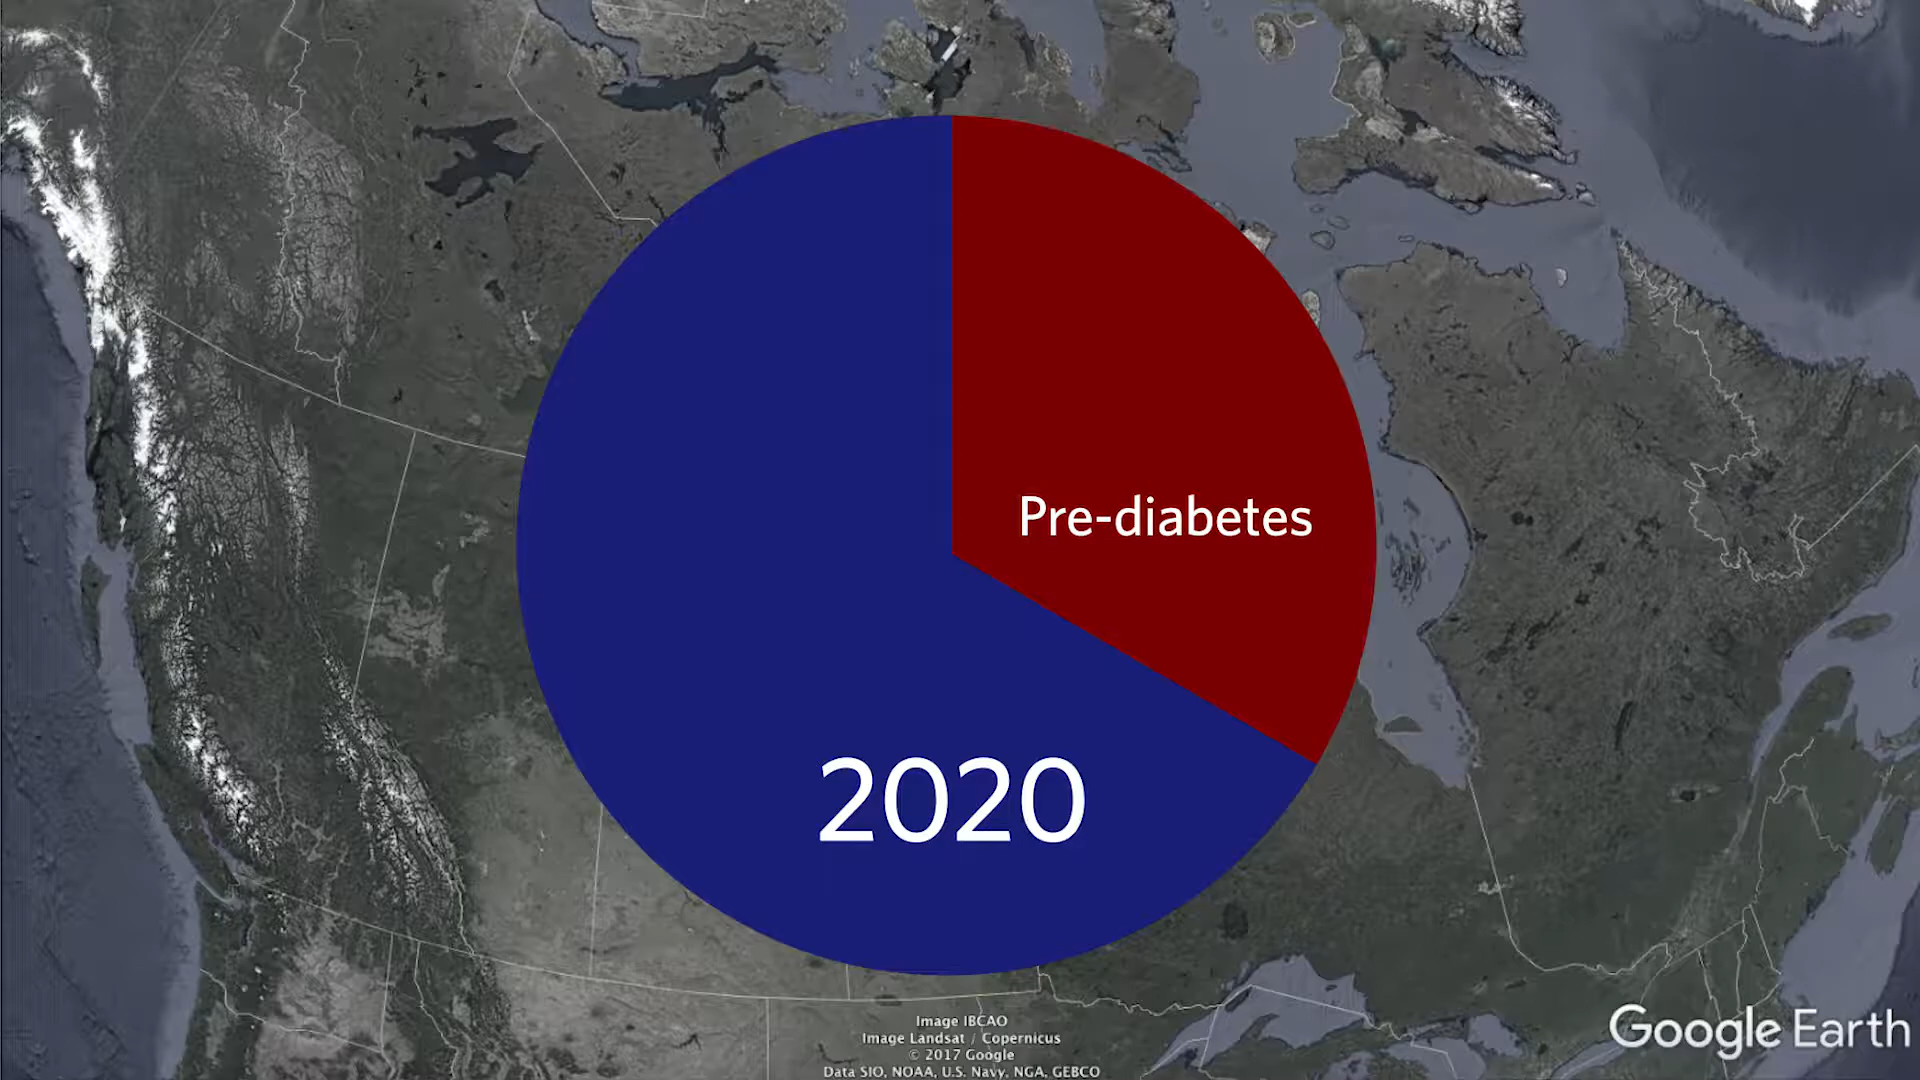 Pre-diabetes
2020
Image IBCAO
Image Landsat / Copernicus
© 2017 Google
Data SIO, NOAA, U.S. Navy, NGA, GEBCO
Google Earth